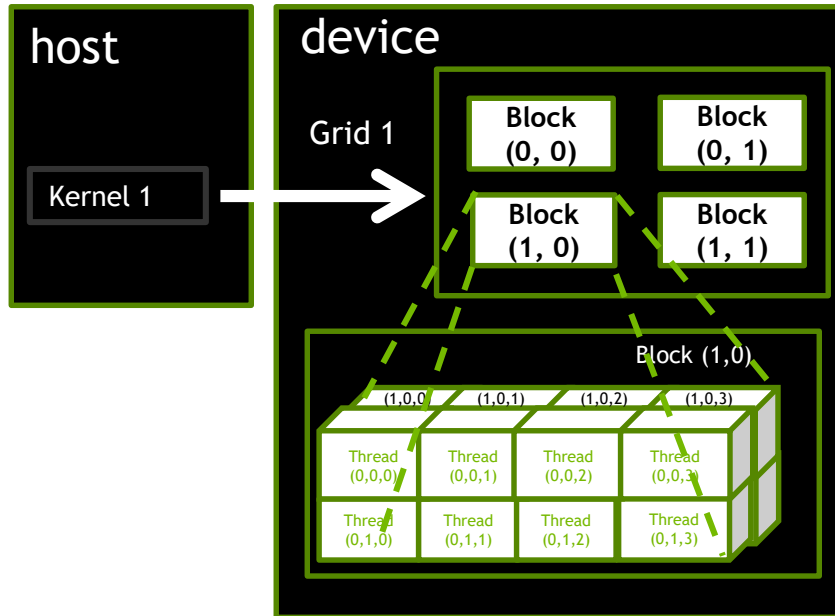 host
Kernel 1
device
Grid 1
Block
(0, 0)
Block
(0, 1)
Block
(1, 0)
Block
(1, 1)
Block (1,0)
(1,0,0)
(1,0,1)
(1,0,2)
(1,0,3)
Thread
(0,0,0)
Thread
(0,0,1)
Thread
(0,0,2)
Thread
(0,0,3)
Thread
(0,1,0)
Thread
(0,1,1)
Thread
(0,1,2)
Thread
(0,1,3)